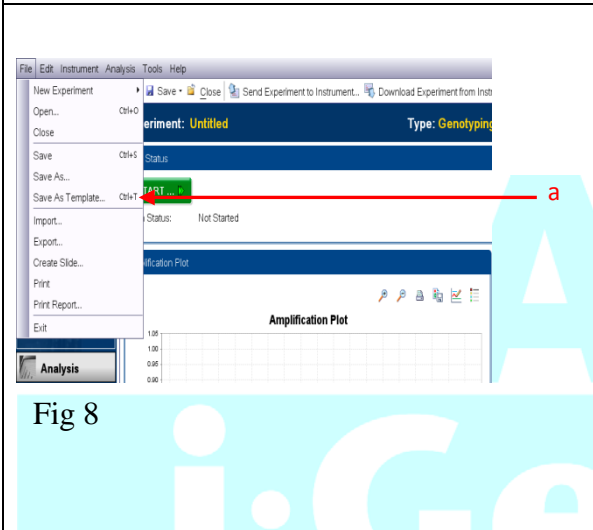 File Edit Instrument Analysis Tools Help
New Experiment
Save Close Send Experiment to Instrument... Download Experiment from Inst
Open... Ctrl+O
Close
eriment: Untitled Type: Genotyping
Save Ctrl+S
Status
Save As...
Save As Template... Ctrl+T
TART ...
a
Import...
Status: Not Started
Export...
Create Slide...
lification Plot
Print
Print Report...
Amplification Plot
Exit
1.05
1.00
Analysis
0.95
0.90
Fig 8
A
i-Ge